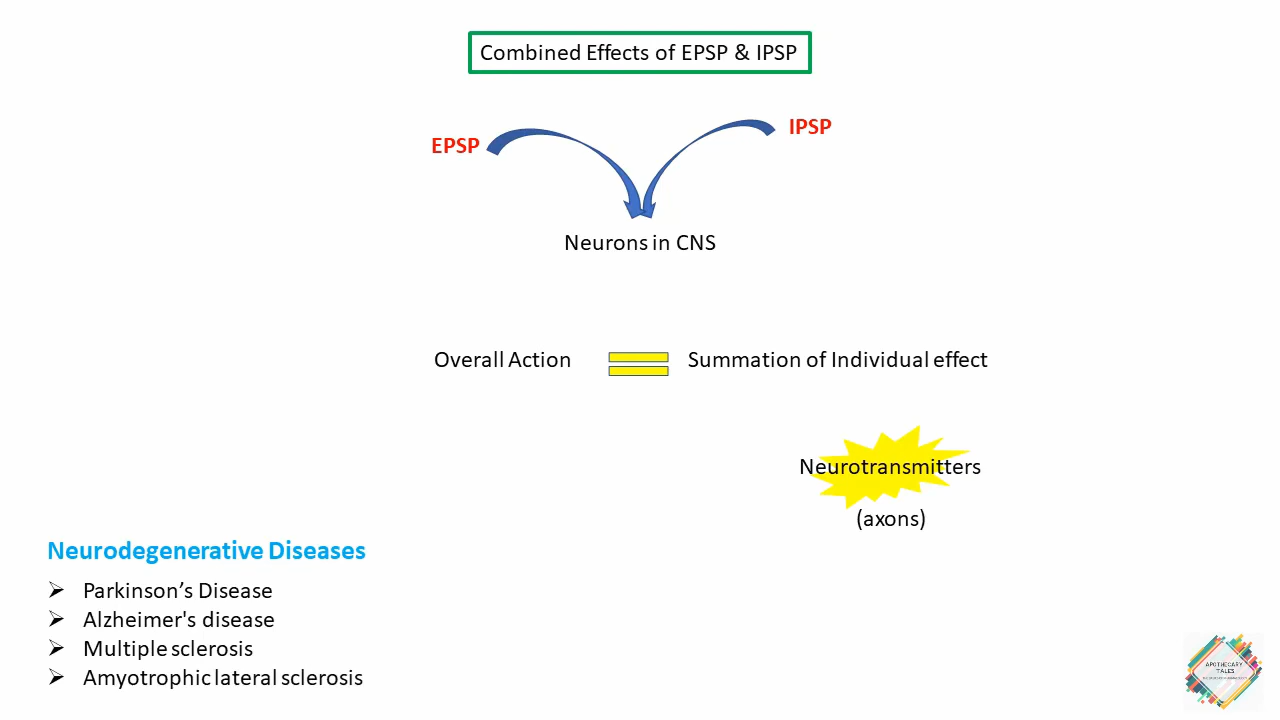 Combined Effects of EPSP & IPSP
EPSP
IPSP
Neurons in CNS
Overall Action
Summation of Individual effect
Neurotransmitters
(axons)
Neurodegenerative Diseases
Parkinson’s Disease
Alzheimer's disease
Multiple sclerosis
Amyotrophic lateral sclerosis
APOTHECARY
TALES